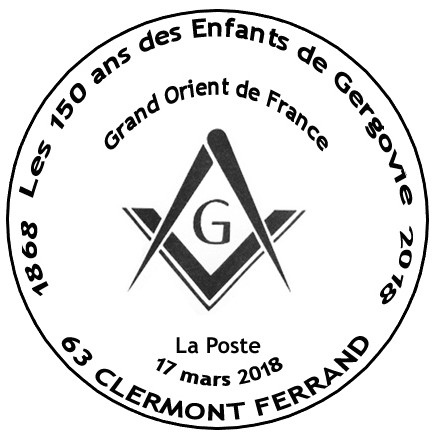 1868 Les 150 ans des Enfants de Gergovie 2018
Grand Orient de France
G
La Poste
17 mars 2018
63 CLERMONT FERRAND